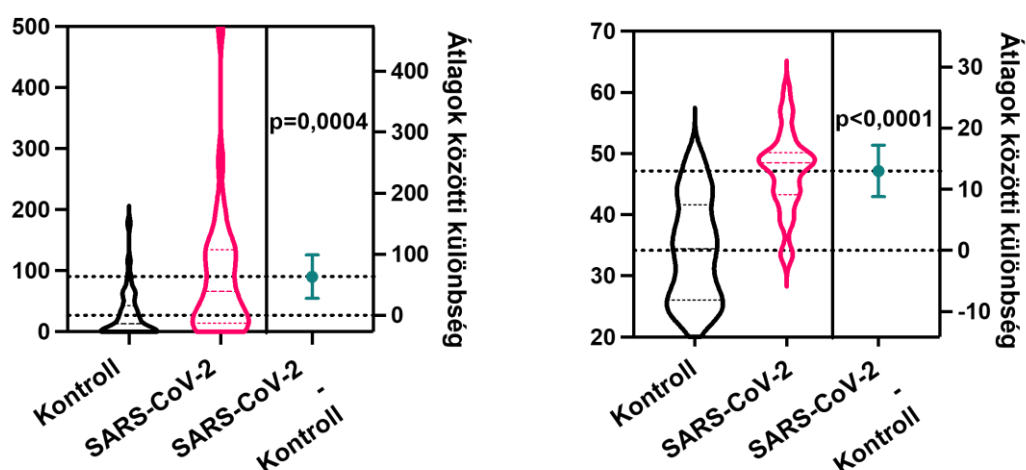 500
400
300
200
100
0
p=0,0004
400
300
200
100
0
Átlagok közötti különbség
Kontroll
SARS-CoV-2
SARS-CoV-2
-
Kontroll
70
60
50
40
30
20
p<0,0001
30
20
10
0
-10
Átlagok közötti különbség
Kontroll
SARS-CoV-2
SARS-CoV-2
-
Kontroll